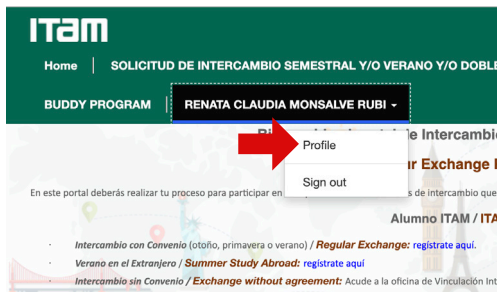 ITam
Home SOLICITUD DE INTERCAMBIO SEMESTRAL Y/O VERANO Y/O DOBLE
BUDDY PROGRAM RENATA CLAUDIA MONSALVE RUBI
Profile
Sign out
de Intercambi
Exchange
En este portal deberás realizar tu proceso para participar en de intercambio que
Alumno ITAM / ITA
· Intercambio con Convenio (otoño, primavera o verano) / Regular Exchange: regístrate aquí.
· Verano en el Extranjero / Summer Study Abroad: regístrate aquí
· Intercambio sin Convenio / Exchange without agreement: Acude a la oficina de Vinculación Int